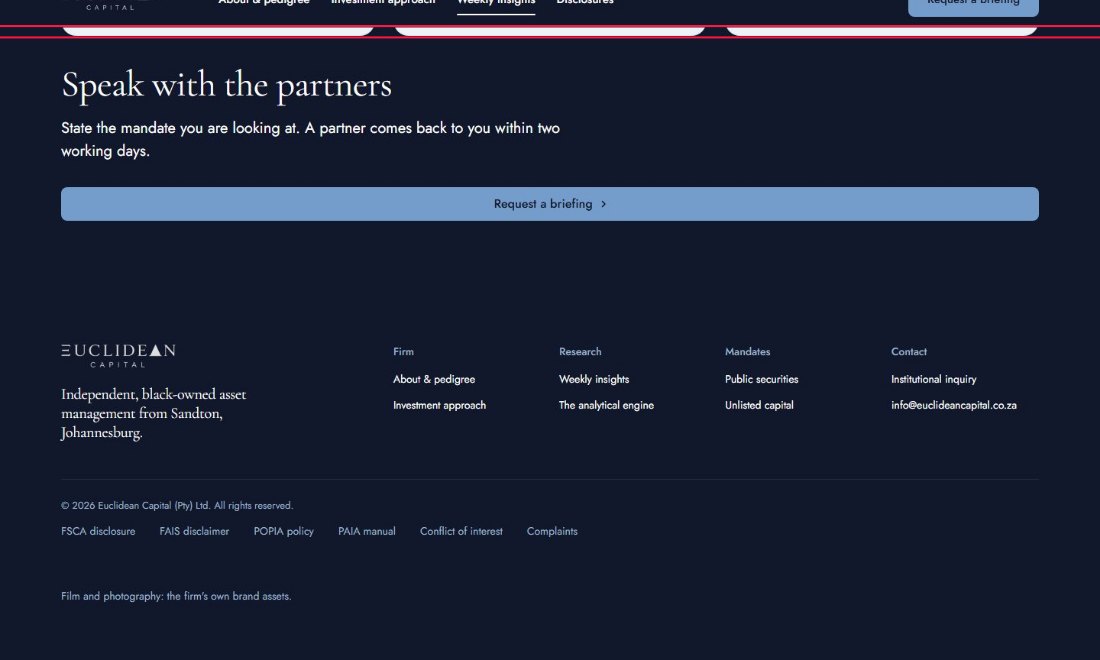 CAPITAL
About & pedigree Investment approach Weekly insights Disclosures
Request a briefing
Speak with the partners
State the mandate you are looking at. A partner comes back to you within two
working days.
Request a briefing
EUCLIDEAN
CAPITAL
Independent, black-owned asset
management from Sandton,
Johannesburg.
Firm
About & pedigree
Investment approach
Research
Weekly insights
The analytical engine
Mandates
Public securities
Unlisted capital
Contact
Institutional inquiry
info@euclideancapital.co.za
© 2026 Euclidean Capital (Pty) Ltd. All rights reserved.
FSCA disclosure FAIS disclaimer POPIA policy PAIA manual Conflict of interest Complaints
Film and photography: the firm's own brand assets.